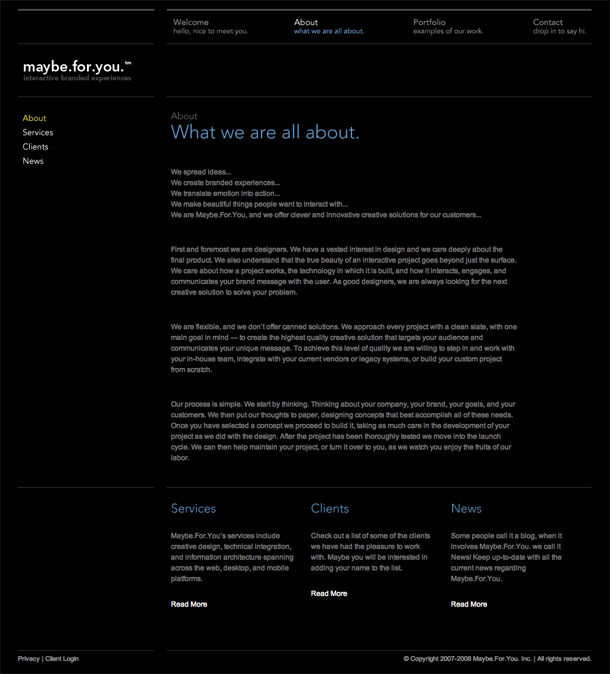 Welcome
hello, nice to meet you.
About
what we are all about.
Portfolio
examples of our work.
Contact
drop in to say hi.
maybe.for.you.™
interactive branded experiences
About
Services
Clients
News
About
What we are all about.
We spread ideas...
We create branded experiences...
We translate emotion into action...
We make beautiful things people want to interact with...
We are Maybe.For.You, and we offer clever and innovative creative solutions for our customers...
First and foremost we are designers. We have a vested interest in design and we care deeply about the
final product. We also understand that the true beauty of an interactive project goes beyond just the surface.
We care about how a project works, the technology in which it is built, and how it interacts, engages, and
communicates your brand message with the user. As good designers, we are always looking for the next
creative solution to solve your problem.
We are flexible, and we don't offer canned solutions. We approach every project with a clean slate, with one
main goal in mind — to create the highest quality creative solution that targets your audience and
communicates your unique message. To achieve this level of quality we are willing to step in and work with
your in-house team, integrate with your current vendors or legacy systems, or build your custom project
from scratch.
Our process is simple. We start by thinking. Thinking about your company, your brand, your goals, and your
customers. We then put our thoughts to paper, designing concepts that best accomplish all of these needs.
Once you have selected a concept we proceed to build it, taking as much care in the development of your
project as we did with the design. After the project has been thoroughly tested we move into the launch
cycle. We can then help maintain your project, or turn it over to you, as we watch you enjoy the fruits of our
labor.
Services
Maybe.For.You's services include
creative design, technical integration,
and information architecture spanning
across the web, desktop, and mobile
platforms.
Read More
Clients
Check out a list of some of the clients
we have had the pleasure to work
with. Maybe you will be interested in
adding your name to the list.
Read More
News
Some people call it a blog, when it
involves Maybe.For.You. we call it
News! Keep up-to-date with all the
current news regarding
Maybe.For.You.
Read More
Privacy | Client Login
© Copyright 2007-2008 Maybe.For.You. Inc. | All rights reserved.